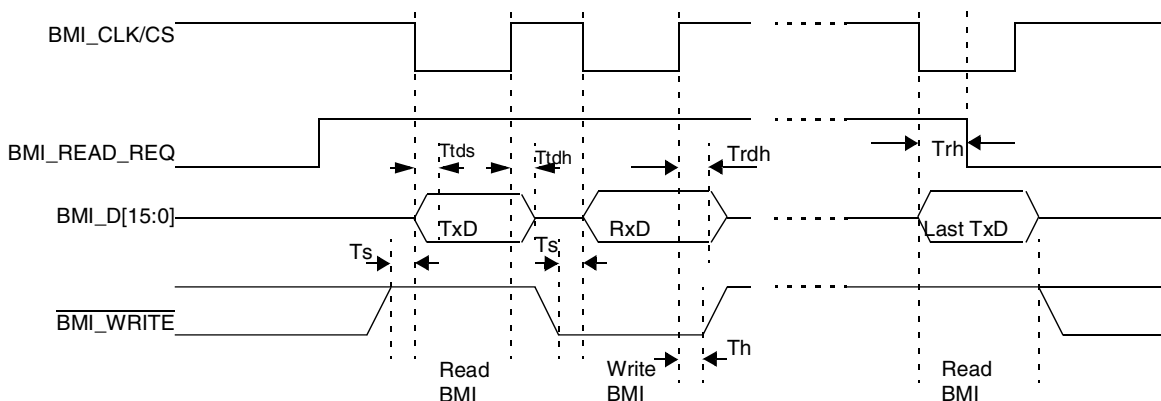 BMI_CLK/CS
BMI_READ_REQ
Ttds
Ttdh
Trdh
Trh
BMI_D[15:0]
TxD
RxD
Last TxD
Ts
Ts
BMI_WRITE
Th
Read
BMI
Write
BMI
Read
BMI